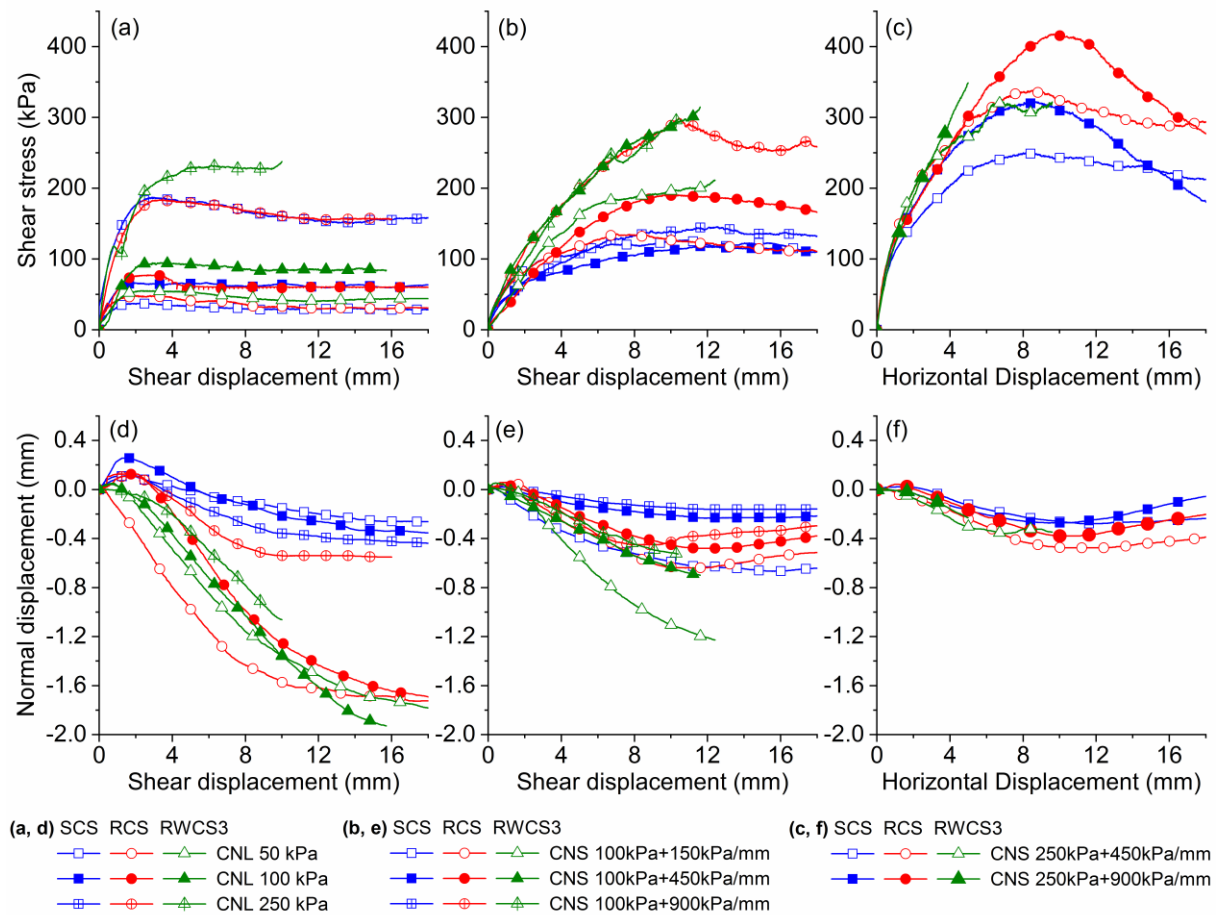 (a)
(b)
(c)
Shear stress (kPa)
400
300
200
100
0
400
300
200
100
0
400
300
200
100
0
0 4 8 12 16
0 4 8 12 16
0 4 8 12 16
Shear displacement (mm)
Shear displacement (mm)
Horizontal Displacement (mm)
(d)
(e)
(f)
Normal displacement (mm)
0.4
0.0
-0.4
-0.8
-1.2
-1.6
-2.0
0.4
0.0
-0.4
-0.8
-1.2
-1.6
-2.0
0.4
0.0
-0.4
-0.8
-1.2
-1.6
-2.0
0 4 8 12 16
0 4 8 12 16
0 4 8 12 16
Shear displacement (mm)
Shear displacement (mm)
Horizontal Displacement (mm)
(a, d) SCS RCS RWCS3
CNL 50 kPa
CNL 100 kPa
CNL 250 kPa
(b, e) SCS RCS RWCS3
CNS 100kPa+150kPa/mm
CNS 100kPa+450kPa/mm
CNS 100kPa+900kPa/mm
(c, f) SCS RCS RWCS3
CNS 250kPa+450kPa/mm
CNS 250kPa+900kPa/mm